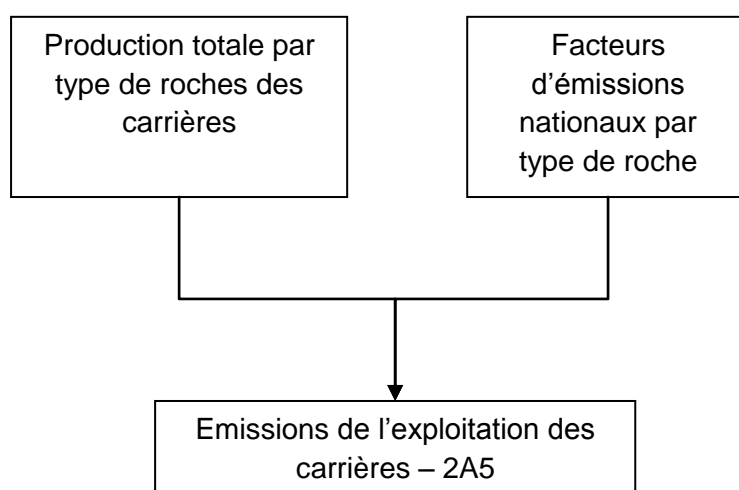 Production totale par
type de roches des
carrières
Facteurs
d’émissions
nationaux par
type de roche
Emissions de l’exploitation des
carrières – 2A5